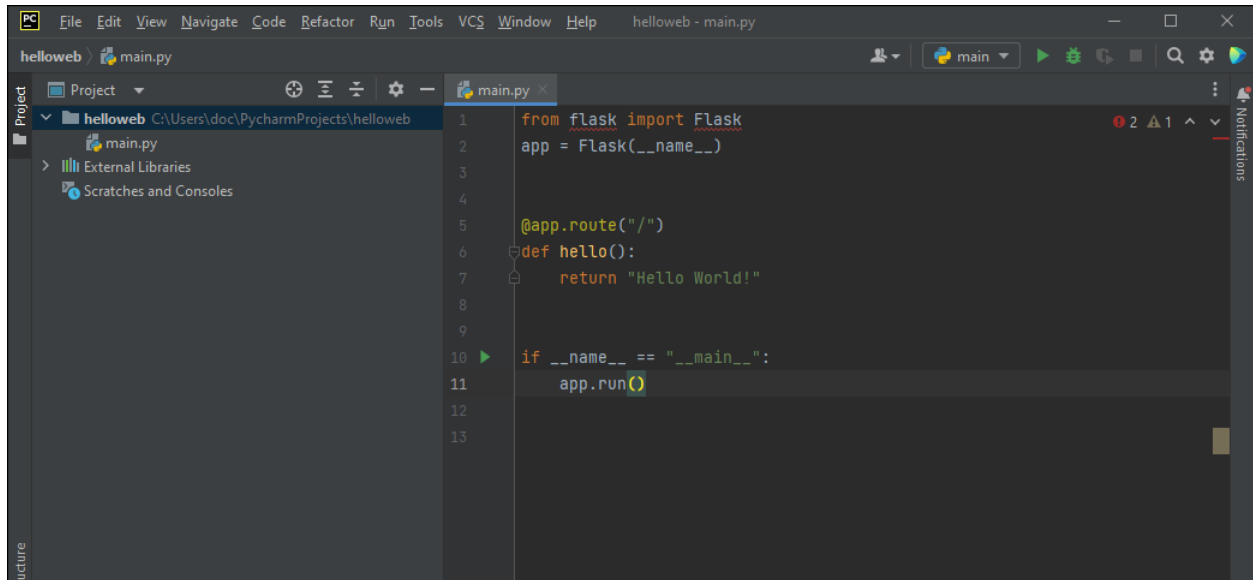 PC File Edit View Navigate Code Refactor Run Tools VCS Window Help helloweb - main.py
helloweb main.py main
Project
Project
main.py
helloweb C:\Users\doc\PycharmProjects\helloweb
main.py
External Libraries
Scratches and Consoles
1 from flask import Flask
2 app = Flask(__name__)
3
4
5 @app.route("/")
6 def hello():
7 return "Hello World!"
8
9
10 if __name__ == "__main__":
11 app.run()
12
13
2 1
Notifications
ucture